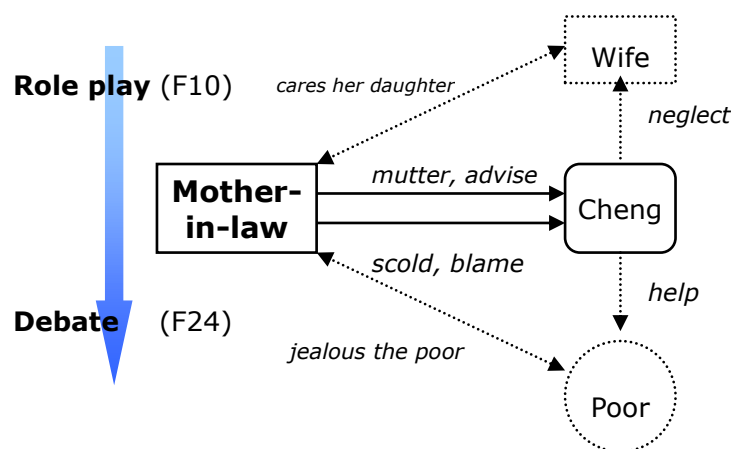 Wife
Role play (F10)
cares her daughter
neglect
Mother-
in-law
mutter, advise
Cheng
scold, blame
help
Debate (F24)
jealous the poor
Poor